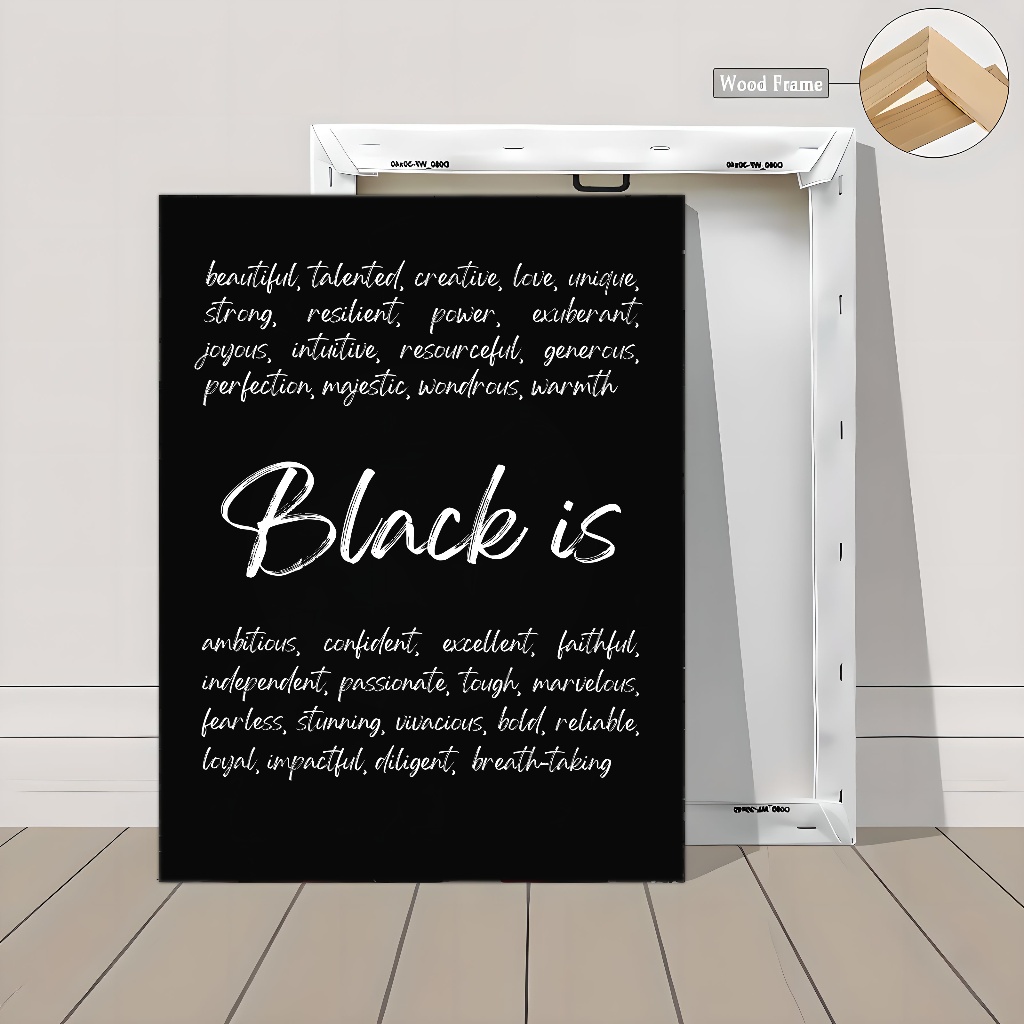 Wood Frame
beautiful, talented, creative, love, unique,
strong, resilient, power, exuberant,
joyous, intuitive, resourceful, generous,
perfection, majestic, wondrous, warmth
Black is
ambitious, confident, excellent, faithful,
independent, passionate, tough, marvelous,
fearless, stunning, vivacious, bold, reliable,
loyal, impactful, diligent, breath-taking